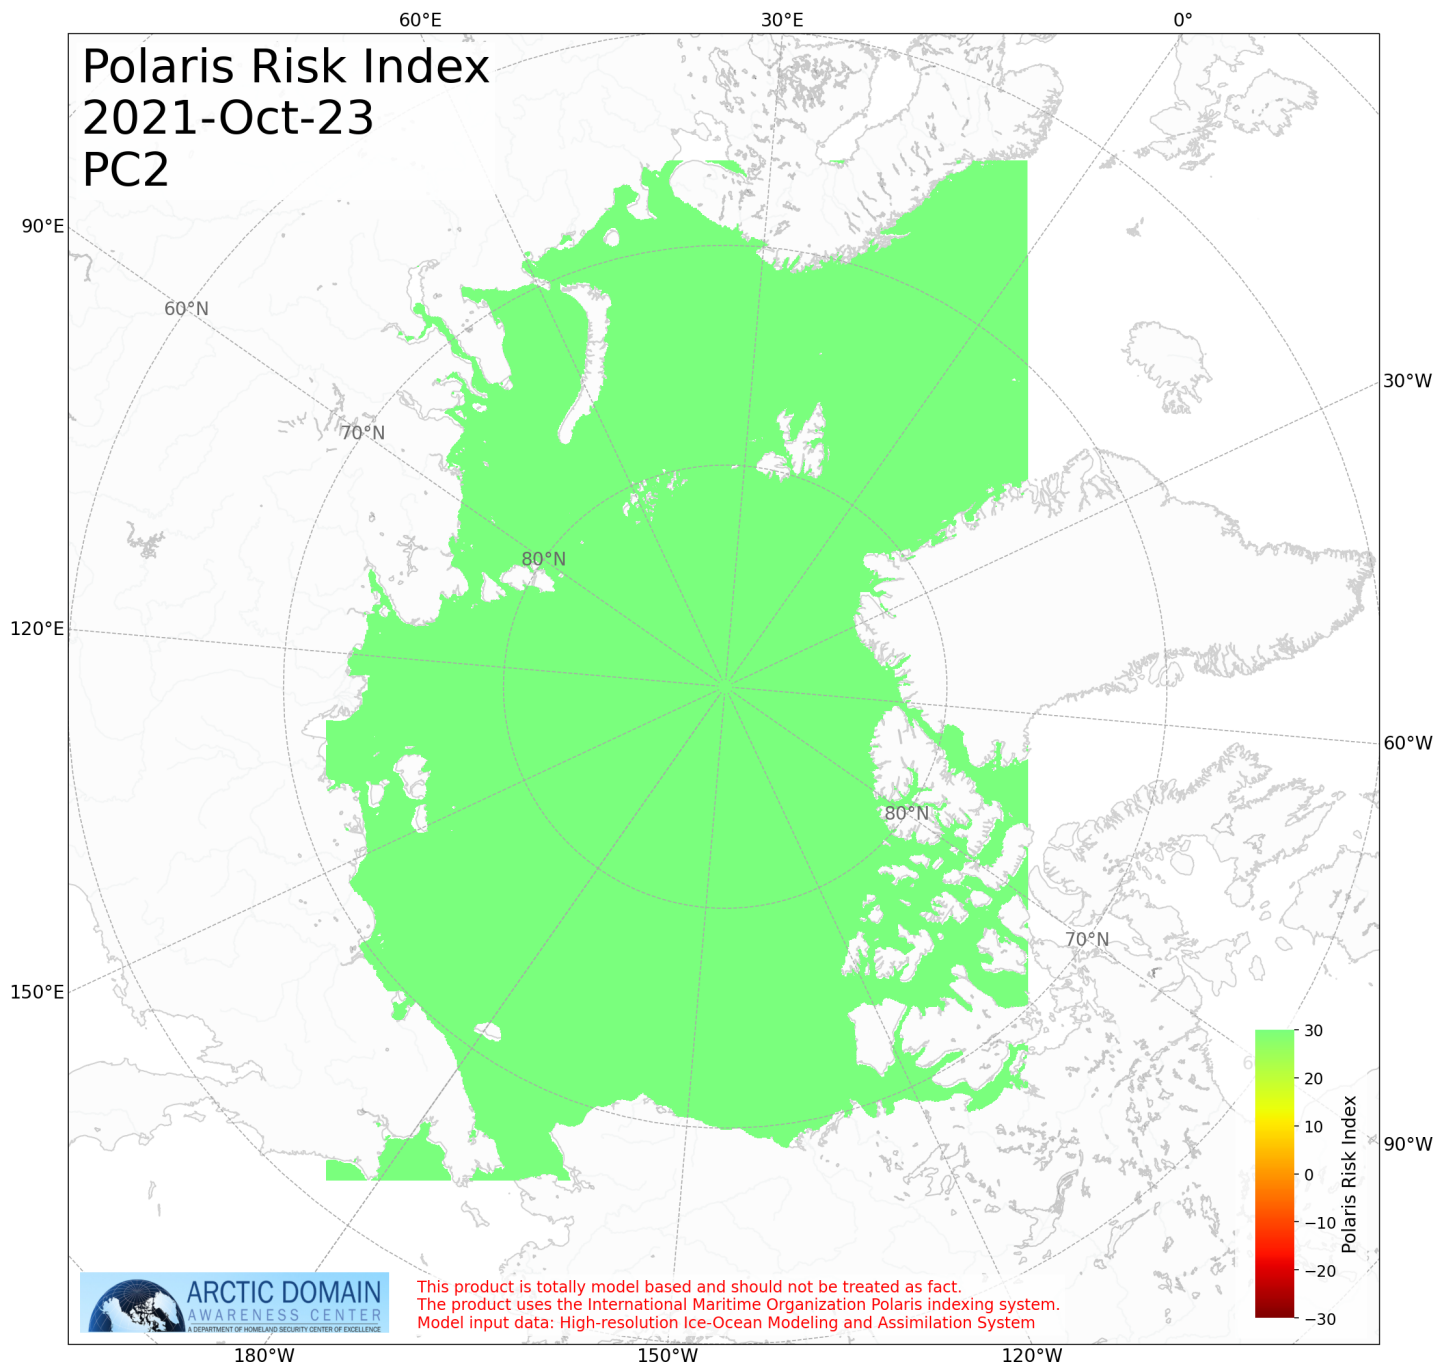 60°E
30°E
0°
Polaris Risk Index
2021-Oct-23
PC2
90°E
60°N
30°W
70°N
80°N
120°E
60°W
80°N
70°N
150°E
30
20
10
0
−10
−20
−30
Polaris Risk Index
90°W
ARCTIC DOMAIN
AWARENESS CENTER
A DEPARTMENT OF HOMELAND SECURITY CENTER OF EXCELLENCE
This product is totally model based and should not be treated as fact.
The product uses the International Maritime Organization Polaris indexing system.
Model input data: High-resolution Ice-Ocean Modeling and Assimilation System
180°W
150°W
120°W